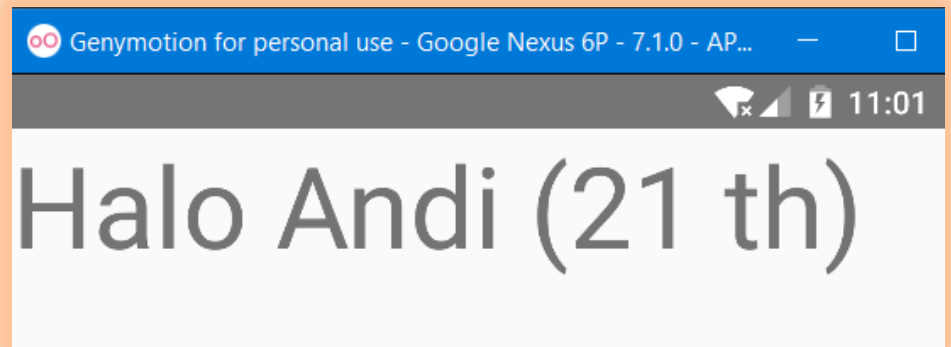 Genymotion for personal use - Google Nexus 6P - 7.1.0 - AP...
11:01
Halo Andi (21 th)